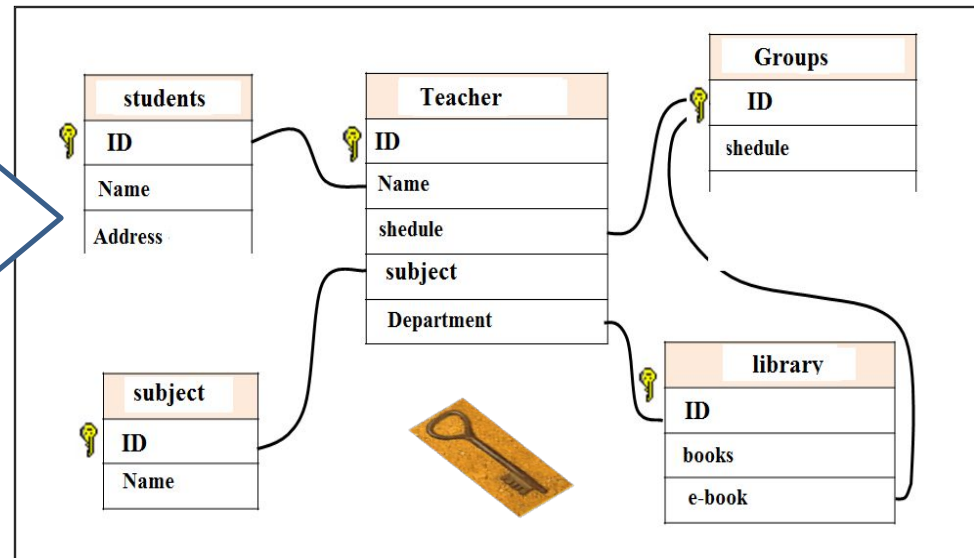 students
ID
Name
Address
Teacher
ID
Name
shedule
subject
Department
Groups
ID
shedule
subject
ID
Name
library
ID
books
e-book